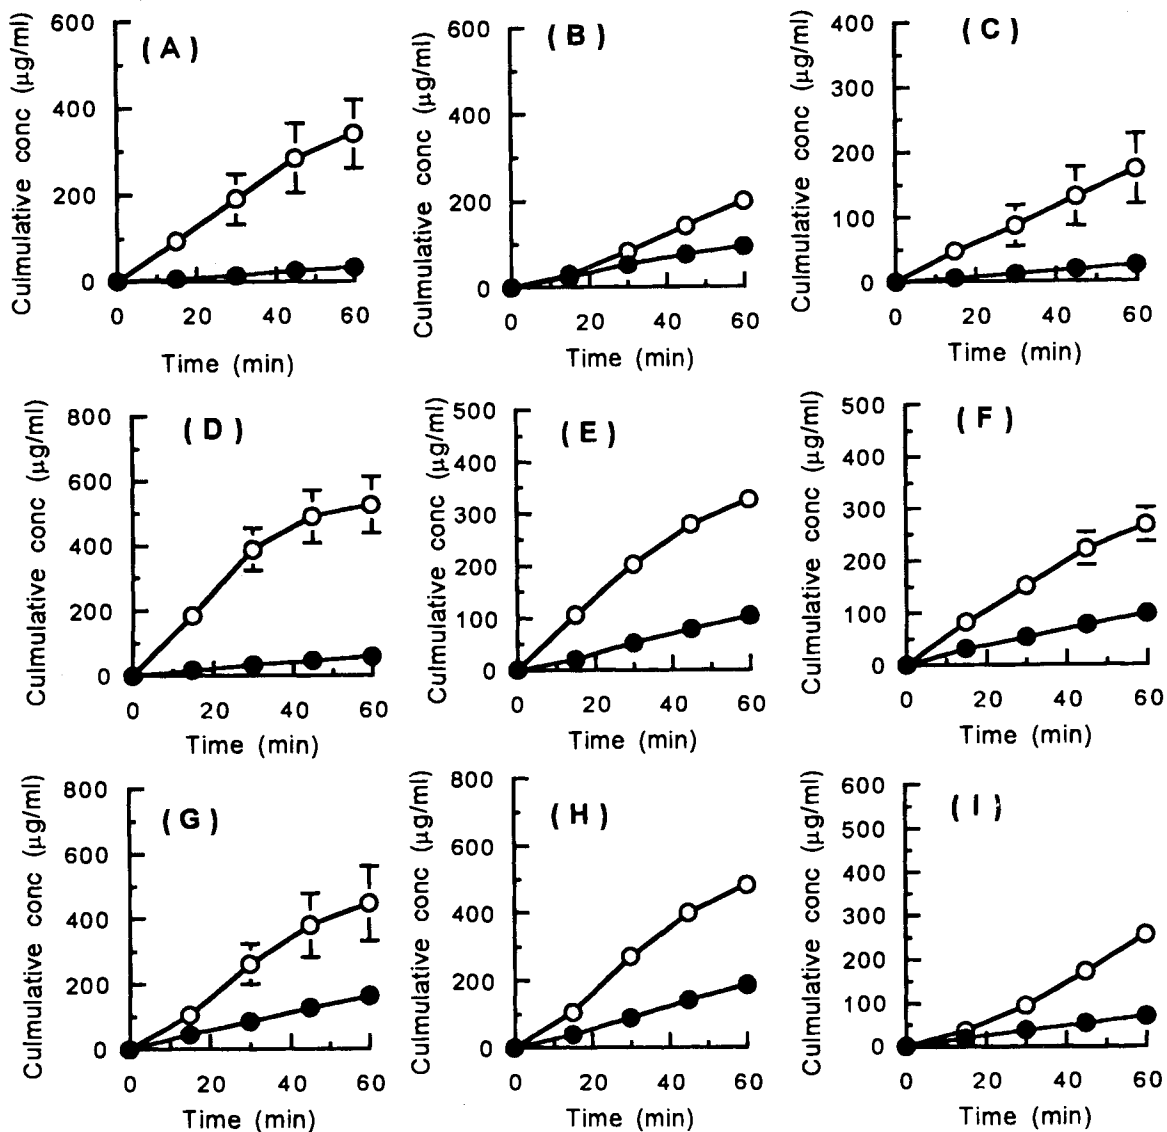 ( A )
Culmulative conc (μg/ml)
600
400
200
0
0 20 40 60
Time (min)
( B )
Culmulative conc (μg/ml)
600
400
200
0
0 20 40 60
Time (min)
( C )
Culmulative conc (μg/ml)
400
300
200
100
0
0 20 40 60
Time (min)
( D )
Culmulative conc (μg/ml)
800
600
400
200
0
0 20 40 60
Time (min)
( E )
Culmulative conc (μg/ml)
500
400
300
200
100
0
0 20 40 60
Time (min)
( F )
Culmulative conc (μg/ml)
500
400
300
200
100
0
0 20 40 60
Time (min)
( G )
Culmulative conc (μg/ml)
800
600
400
200
0
0 20 40 60
Time (min)
( H )
Culmulative conc (μg/ml)
800
600
400
200
0
0 20 40 60
Time (min)
( I )
Culmulative conc (μg/ml)
600
500
400
300
200
100
0
0 20 40 60
Time (min)